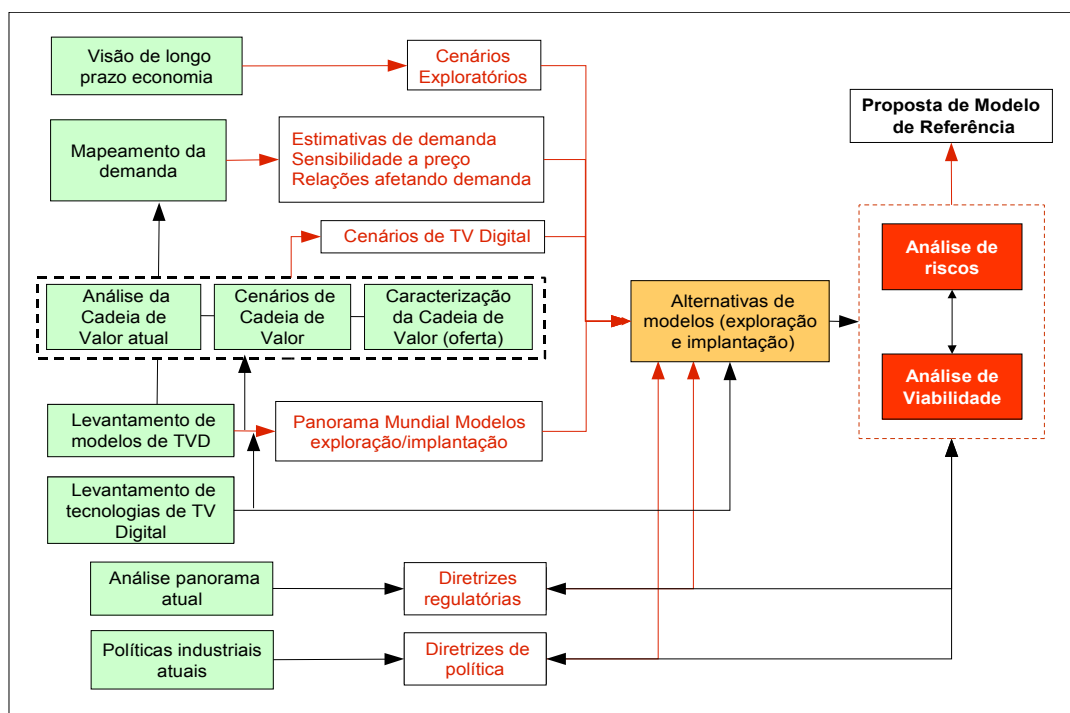 Visão de longo
prazo economia
Cenários
Exploratórios
Proposta de Modelo
de Referência
Mapeamento da
demanda
Estimativas de demanda
Sensibilidade a preço
Relações afetando demanda
Cenários de TV Digital
Análise de
riscos
Análise da
Cadeia de
Valor atual
Cenários de
Cadeia de
Valor
Caracterização
da Cadeia de
Valor (oferta)
Alternativas de
modelos (exploração
e implantação)
Análise de
Viabilidade
Levantamento de
modelos de TVD
Panorama Mundial Modelos
exploração/implantação
Levantamento de
tecnologias de TV
Digital
Análise panorama
atual
Diretrizes
regulatórias
Políticas industriais
atuais
Diretrizes de
política